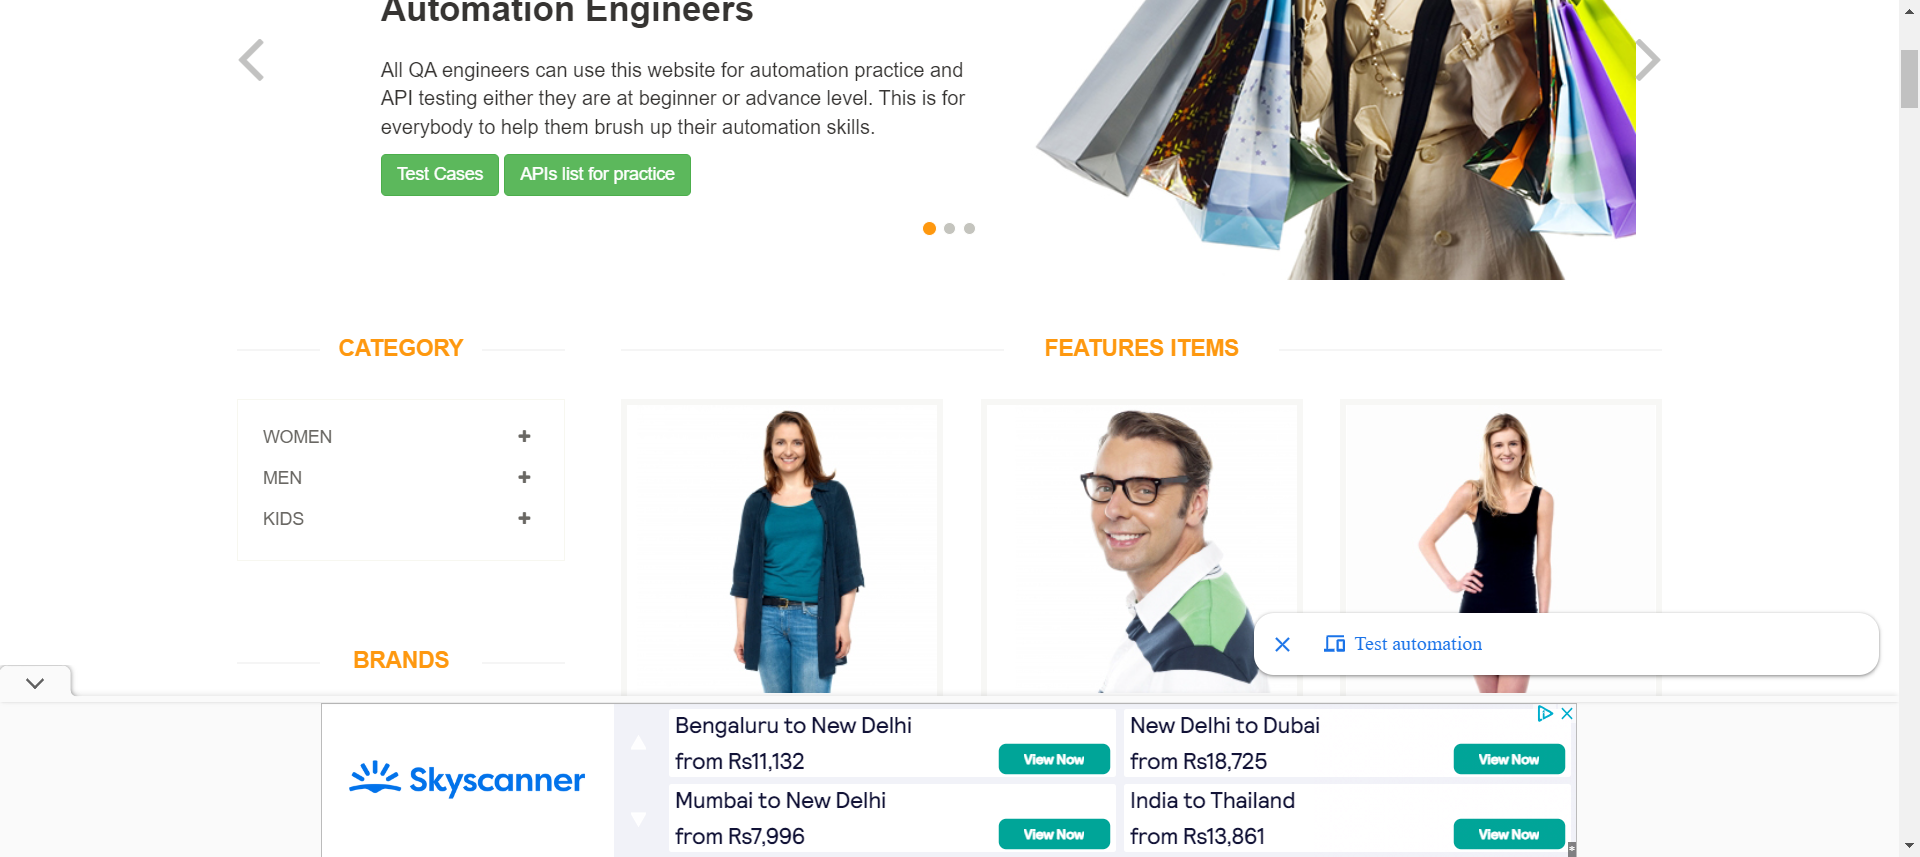 Automation Engineers
All QA engineers can use this website for automation practice and
API testing either they are at beginner or advance level. This is for
everybody to help them brush up their automation skills.
Test Cases
APIs list for practice
CATEGORY
WOMEN
MEN
KIDS
BRANDS
FEATURES ITEMS
Test automation
Skyscanner
Bengaluru to New Delhi
from Rs11,132
View Now
New Delhi to Dubai
from Rs18,725
View Now
Mumbai to New Delhi
from Rs7,996
View Now
India to Thailand
from Rs13,861
View Now